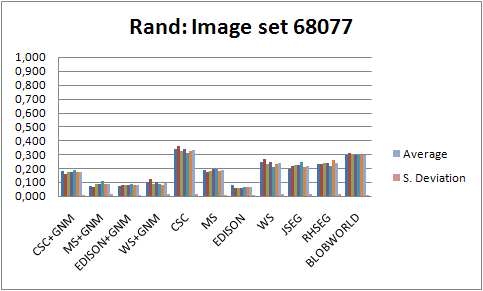 Rand: Image set 68077
1,000
0,900
0,800
0,700
0,600
0,500
0,400
0,300
0,200
0,100
0,000
CSC+GNM
MS+GNM
EDISON+GNM
WS+GNM
CSC
MS
EDISON
WS
JSEG
RHSEG
BLOBWORLD
Average
S. Deviation